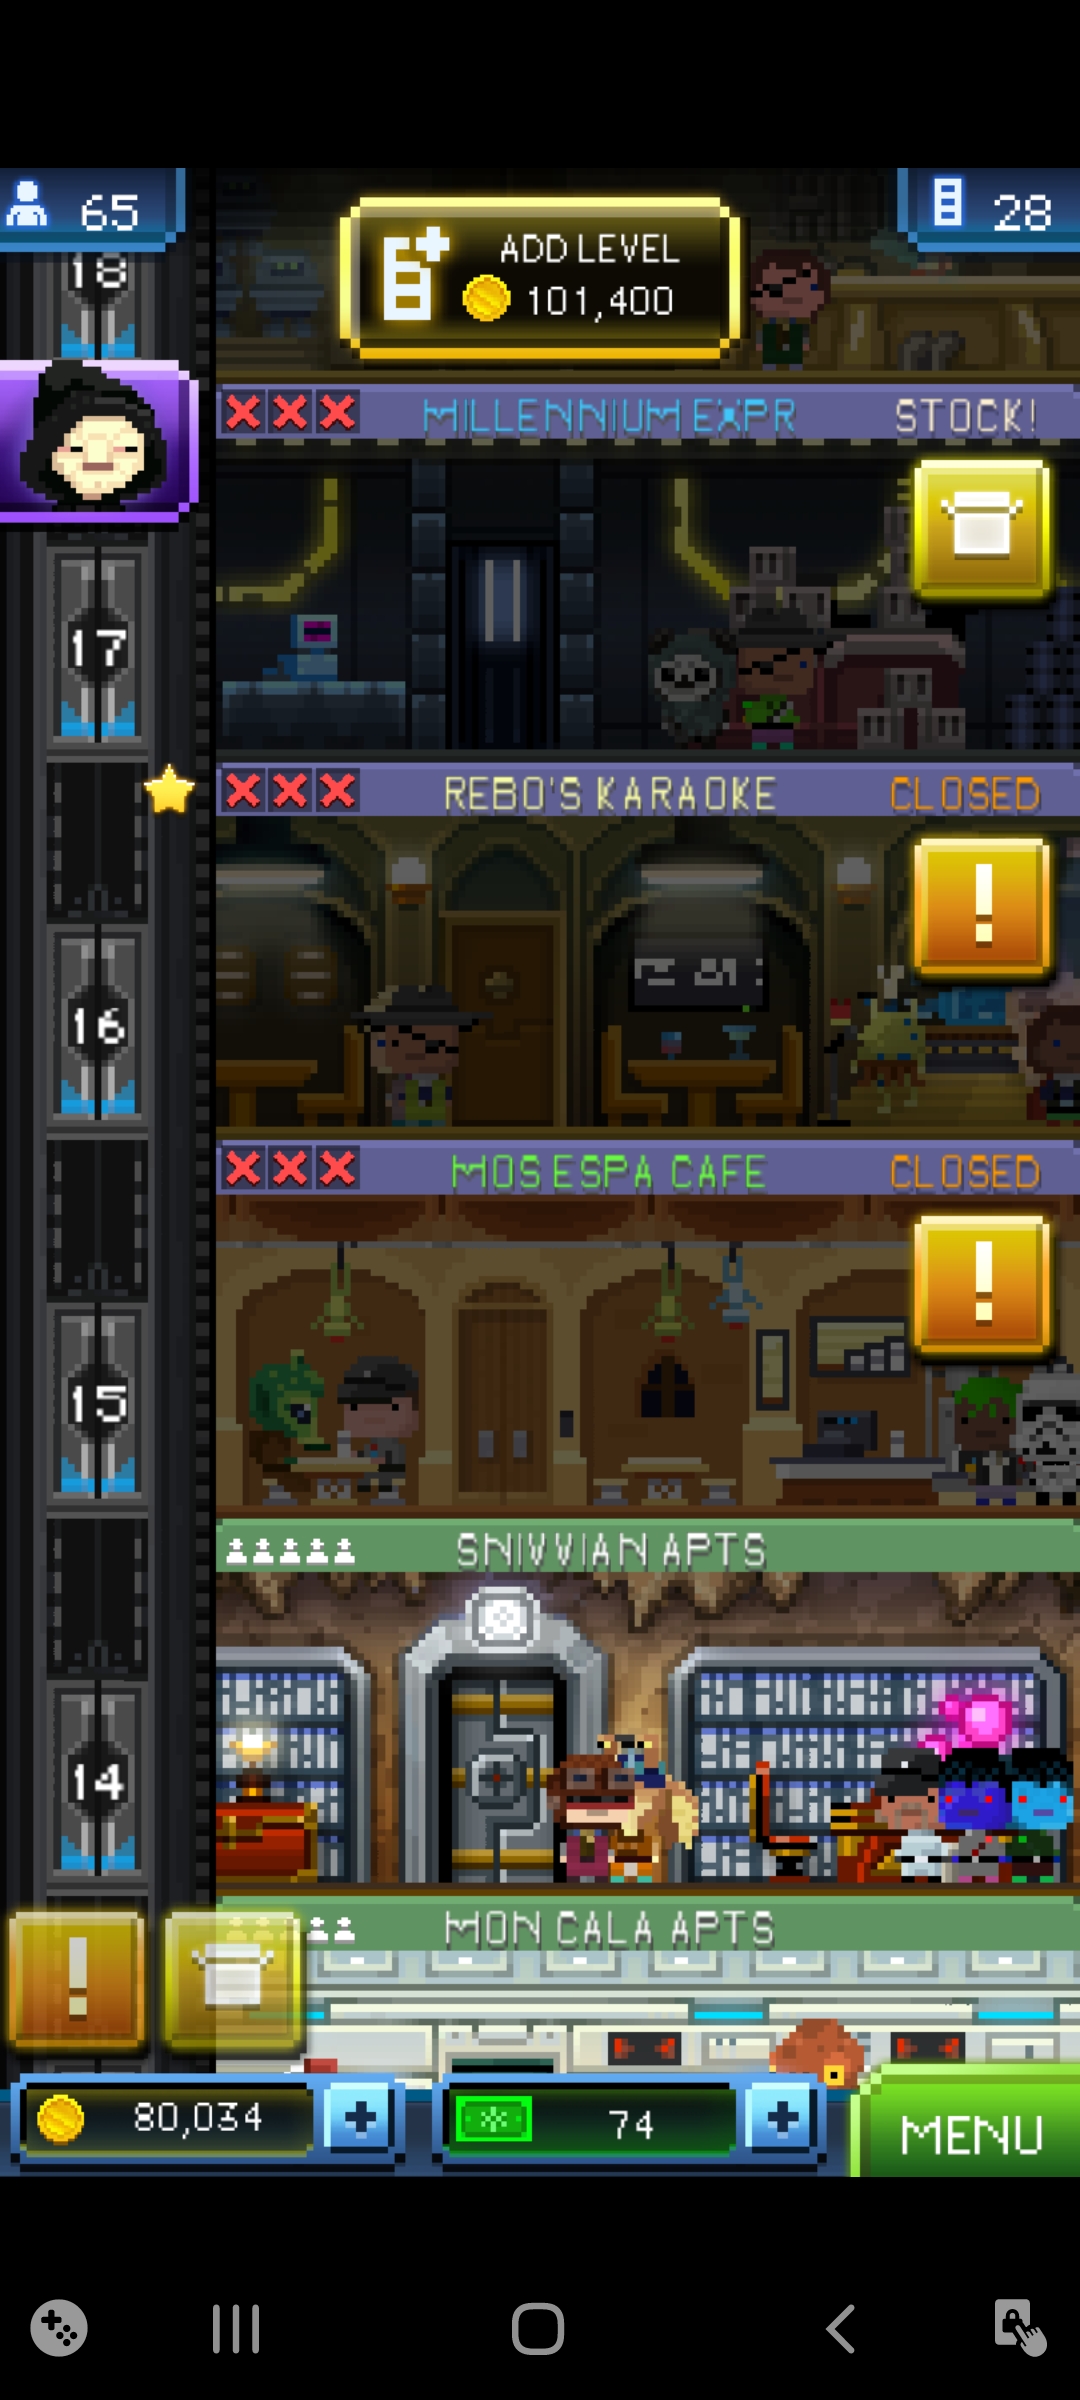 65
ADD LEVEL
28
18
101,400
MILLENNIUM EXPR
STOCK!
17
REBO'S KARAOKE
CLOSED
!
16
MOS ESPA CAFE
CLOSED
!
15
SNIVVIAN APTS
14
MON CALA APTS
!
80,034
+
74
+
MENU